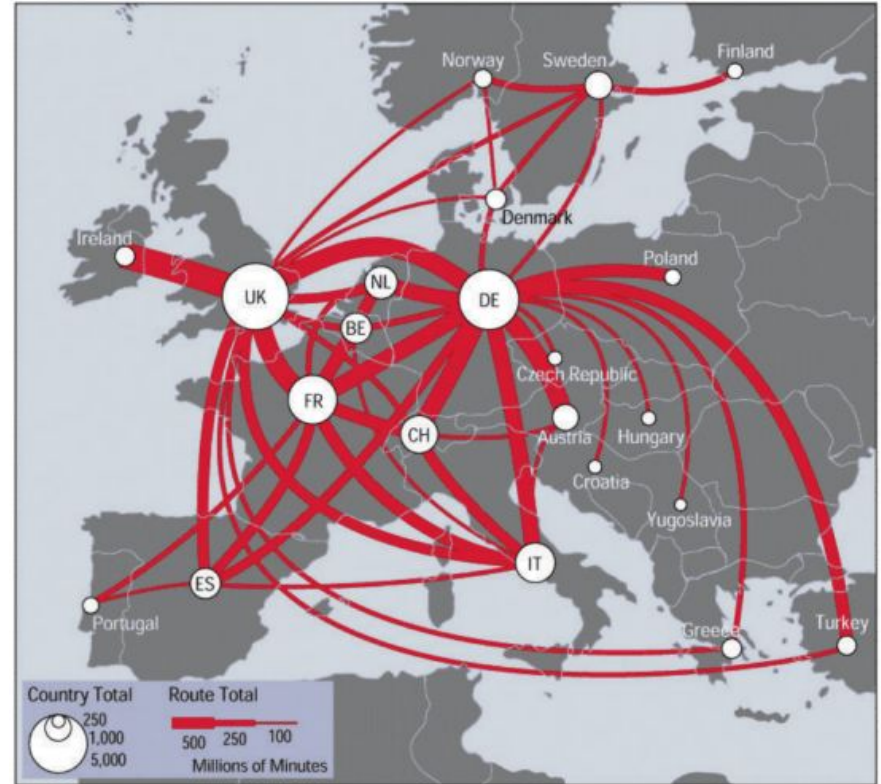 Norway
Sweden
Finland
Denmark
Ireland
UK
NL
DE
Poland
BE
Czech Republic
FR
CH
Austria
Hungary
Croatia
Yugoslavia
IT
ES
Portugal
Greece
Turkey
Country Total
250
1,000
5,000
Route Total
500 250 100
Millions of Minutes